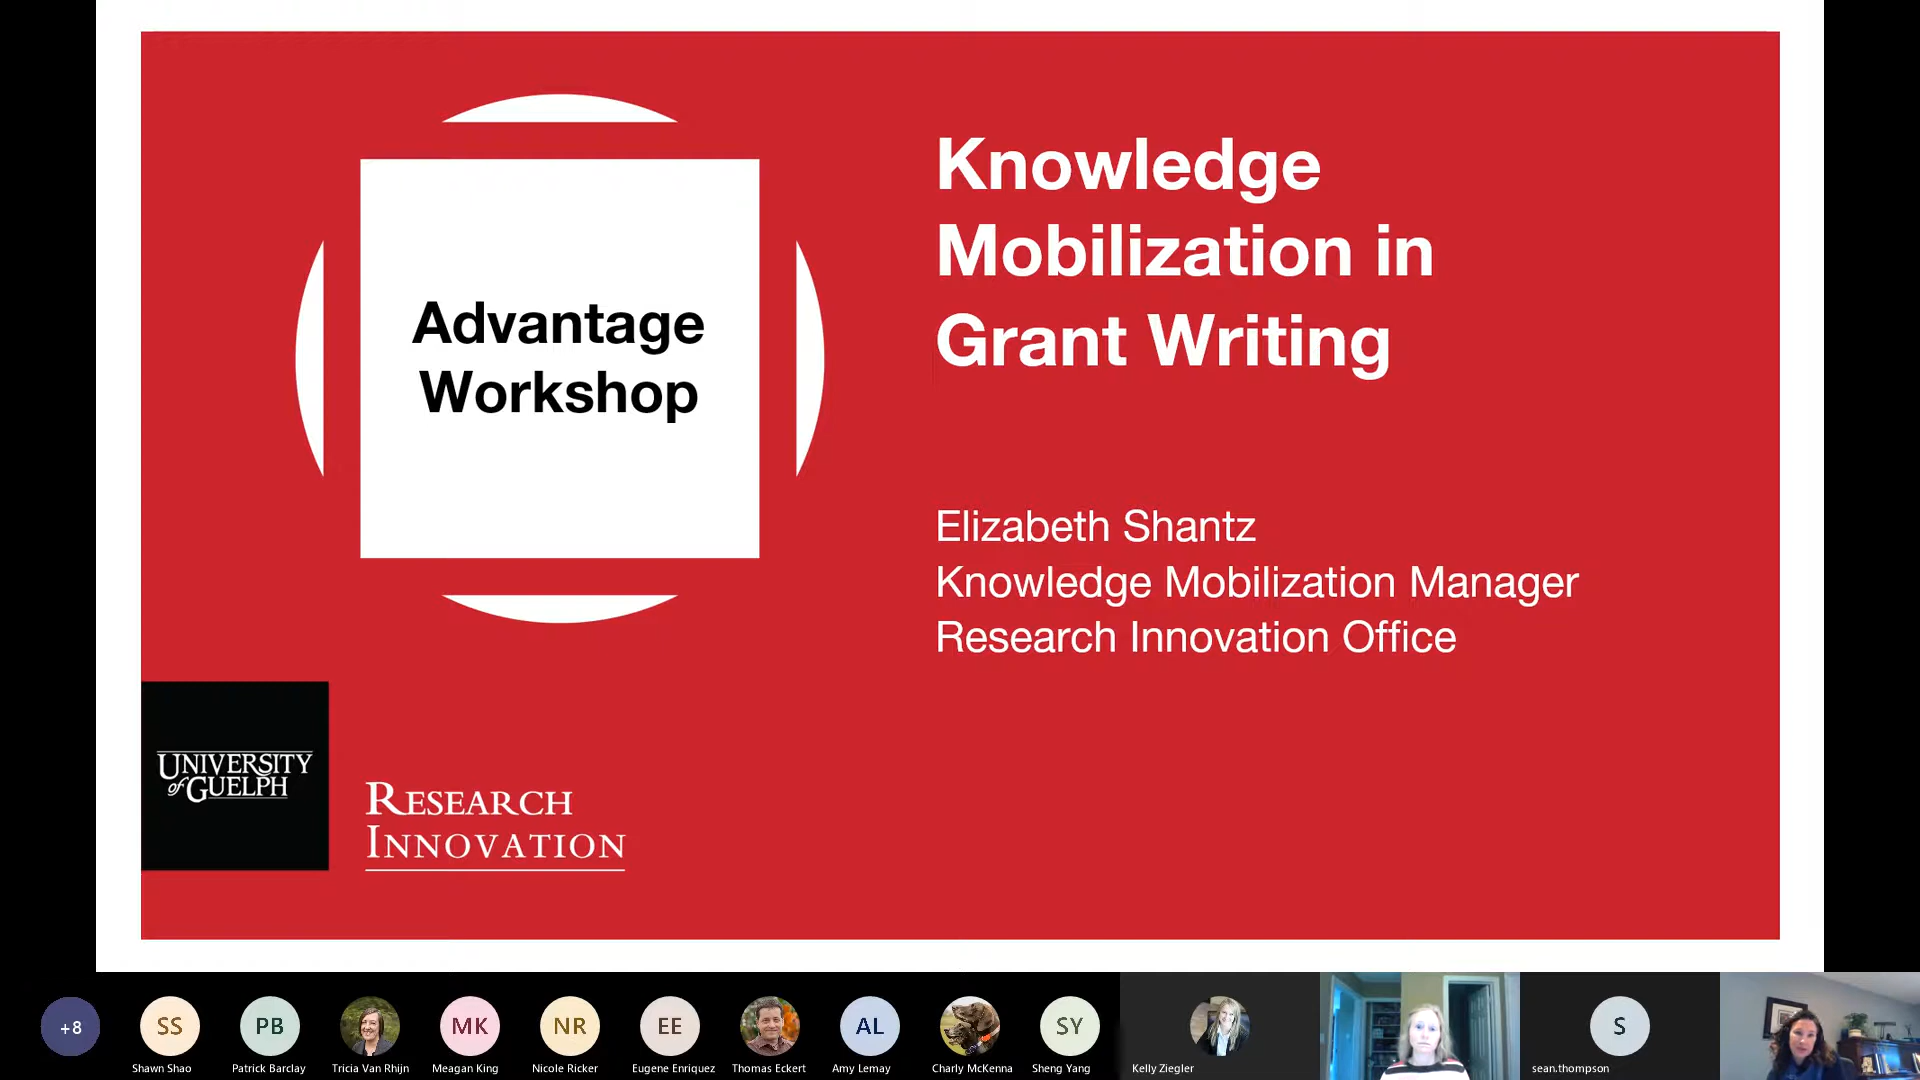 Advantage
Workshop
Knowledge
Mobilization in
Grant Writing
Elizabeth Shantz
Knowledge Mobilization Manager
Research Innovation Office
UNIVERSITY
of GUELPH
RESEARCH
INNOVATION
+8
SS
PB
MK
NR
EE
AL
SY
S
Shawn Shao
Patrick Barclay
Tricia Van Rhijn
Meagan King
Nicole Ricker
Eugene Enriquez
Thomas Eckert
Amy Lemay
Charly McKenna
Sheng Yang
Kelly Ziegler
sean.thompson